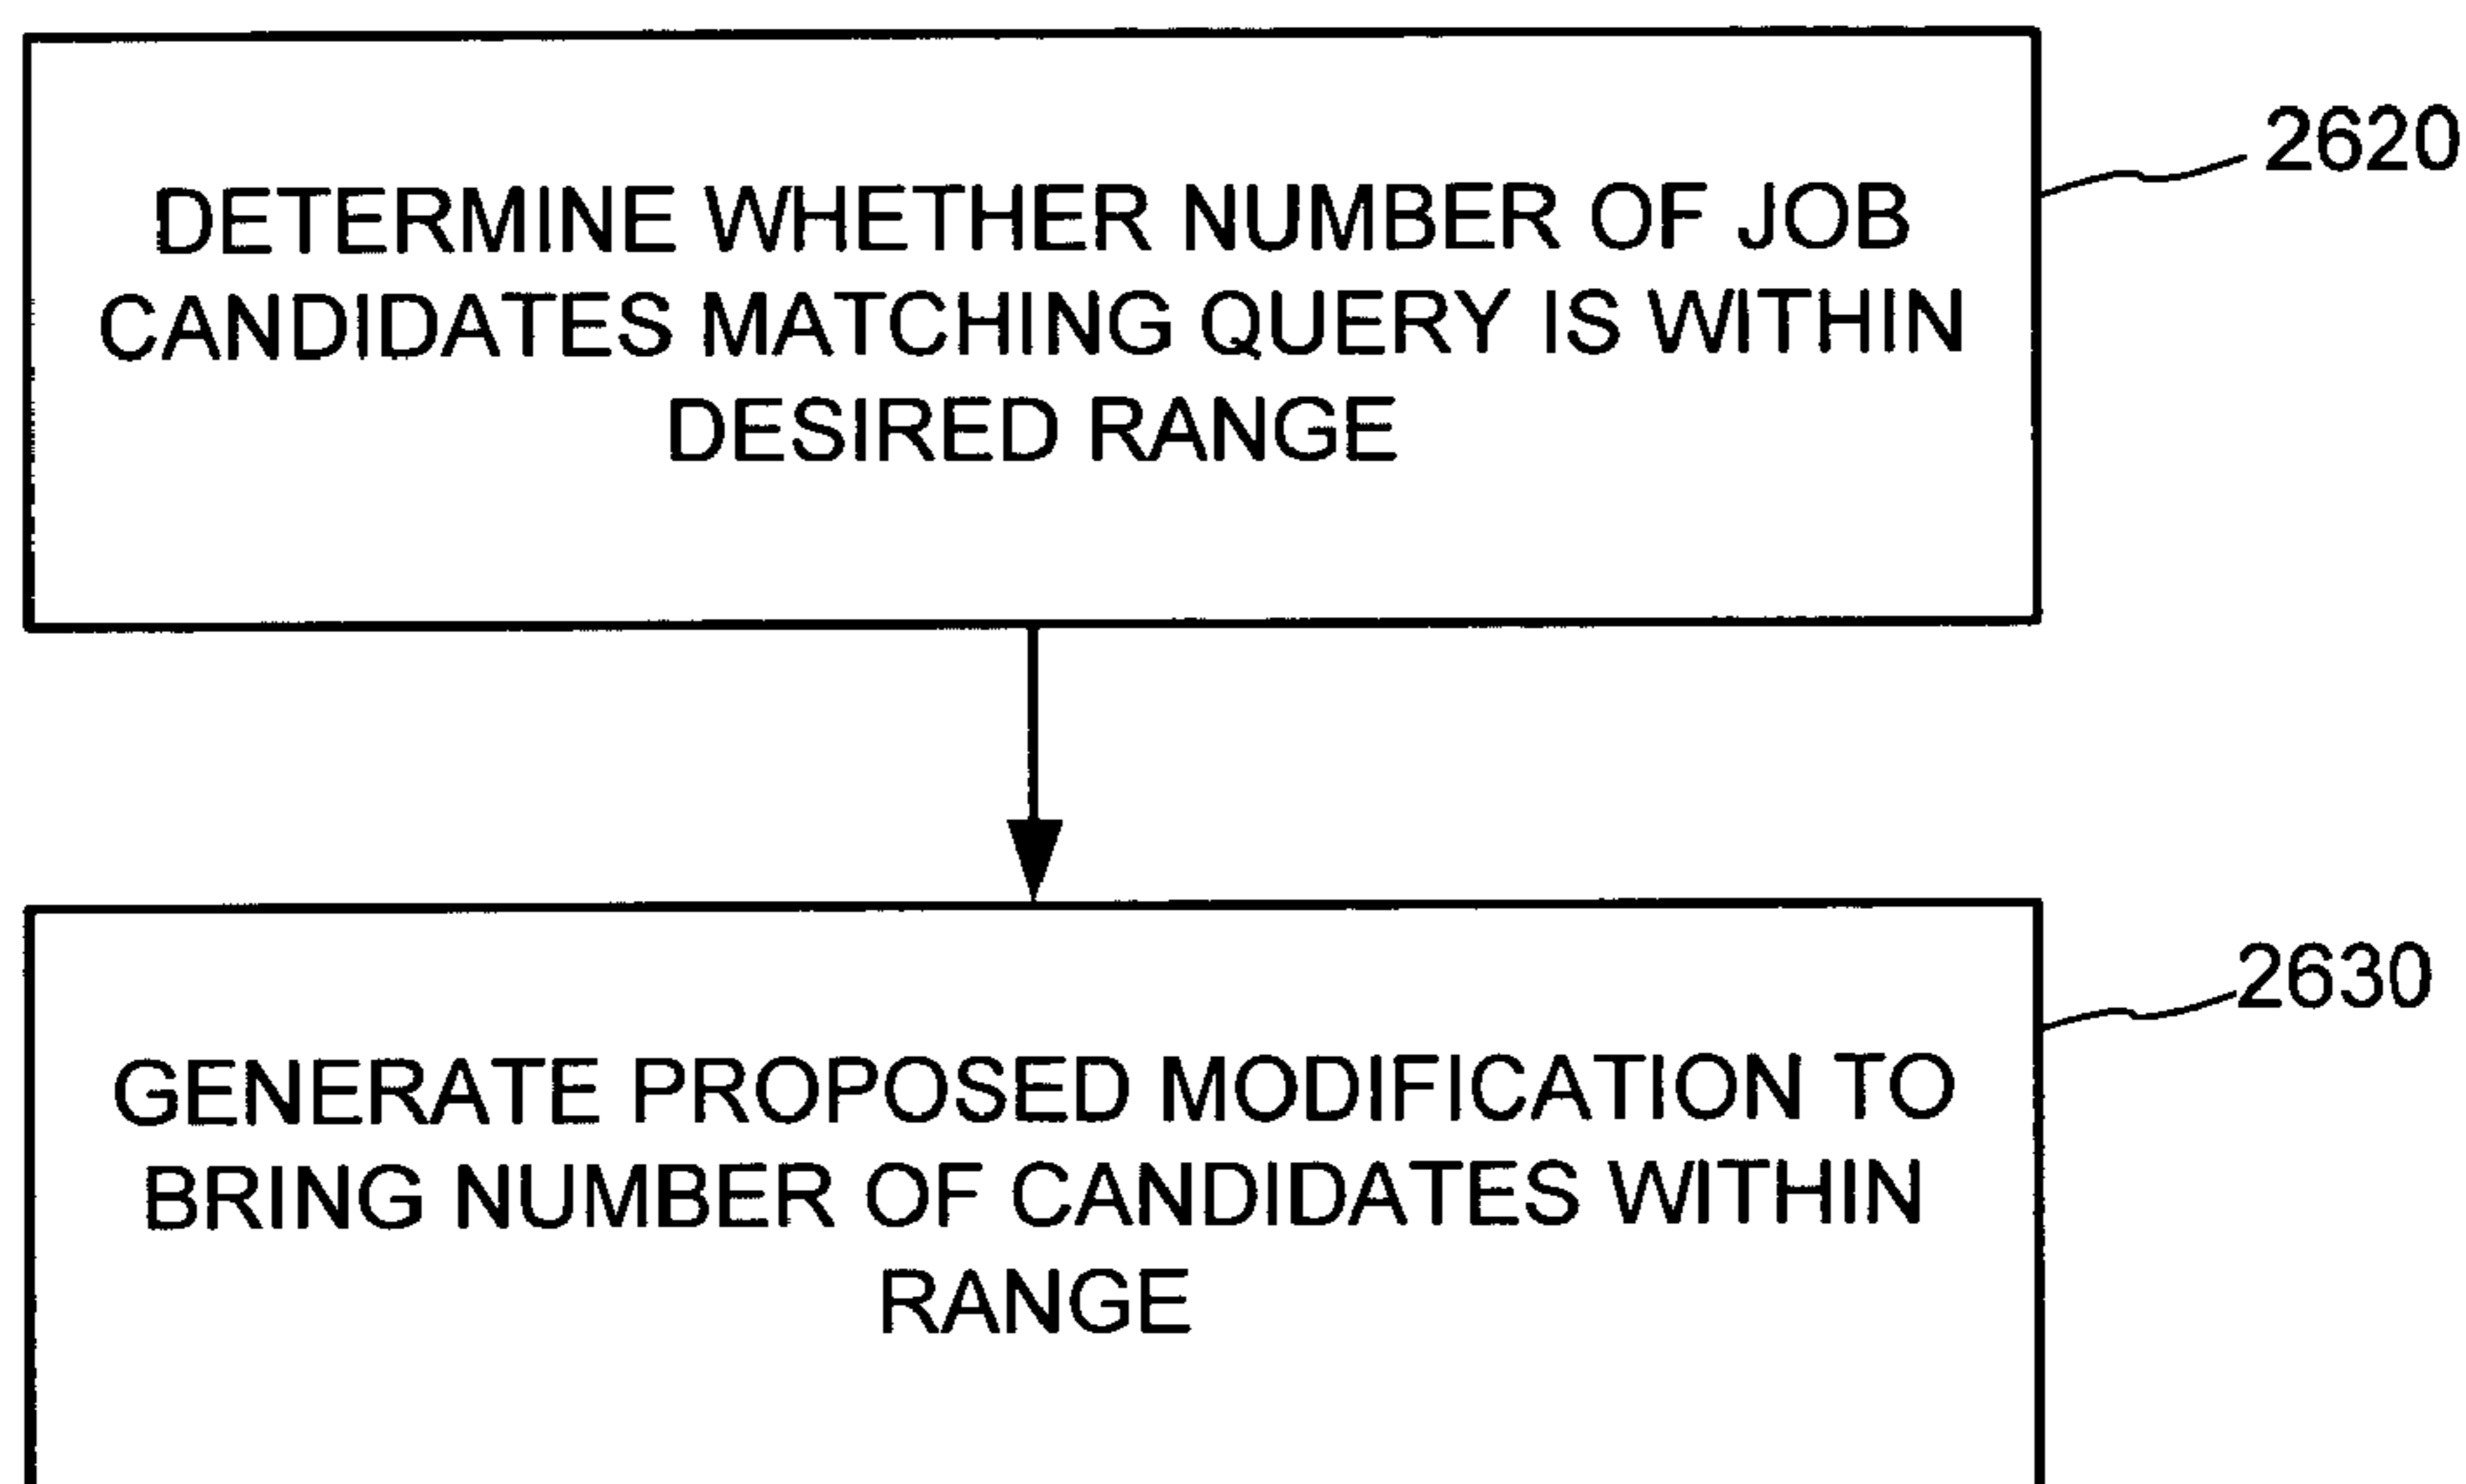 DETERMINE WHETHER NUMBER OF JOB
CANDIDATES MATCHING QUERY IS WITHIN
DESIRED RANGE
2620
GENERATE PROPOSED MODIFICATION TO
BRING NUMBER OF CANDIDATES WITHIN
RANGE
2630